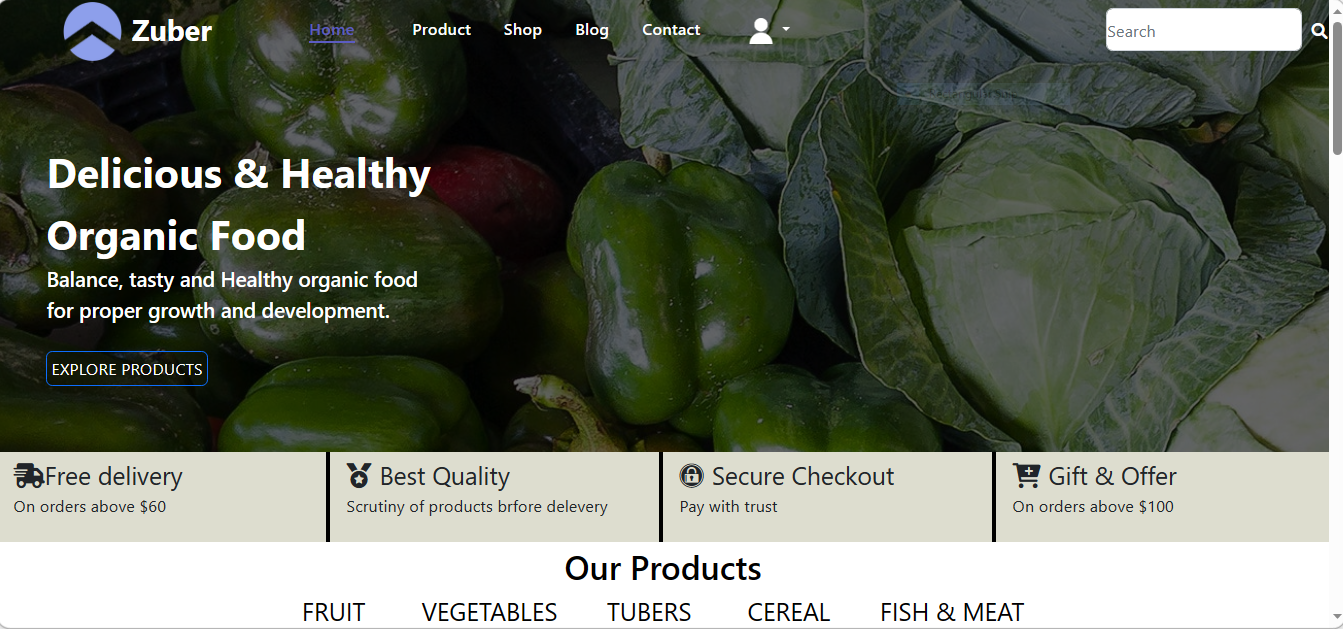 Zuber
Home Product Shop Blog Contact
Search
Delicious & Healthy
Organic Food
Balance, tasty and Healthy organic food
for proper growth and development.
EXPLORE PRODUCTS
Free delivery
On orders above $60
Best Quality
Scrutiny of products brfore delevery
Secure Checkout
Pay with trust
Gift & Offer
On orders above $100
Our Products
FRUIT VEGETABLES TUBERS CEREAL FISH & MEAT